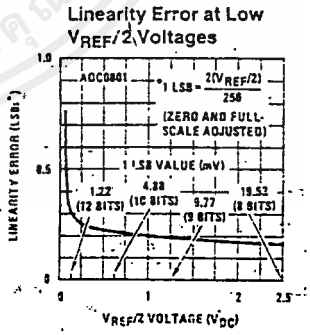 Linearity Error at Low
VREF/2 Voltages
1.0
ADC0801
*1 LSB = 2(VREF/2)
256
(ZERO AND FULL-
SCALE ADJUSTED)
LINEARITY ERROR (LSBs*)
0.5
1 LSB VALUE (mV)
1.22
(12 BITS)
4.88
(10 BITS)
9.77
(9 BITS)
19.53
(8 BITS)
0
0
1
2
2.5
VREF/2 VOLTAGE (VDC)